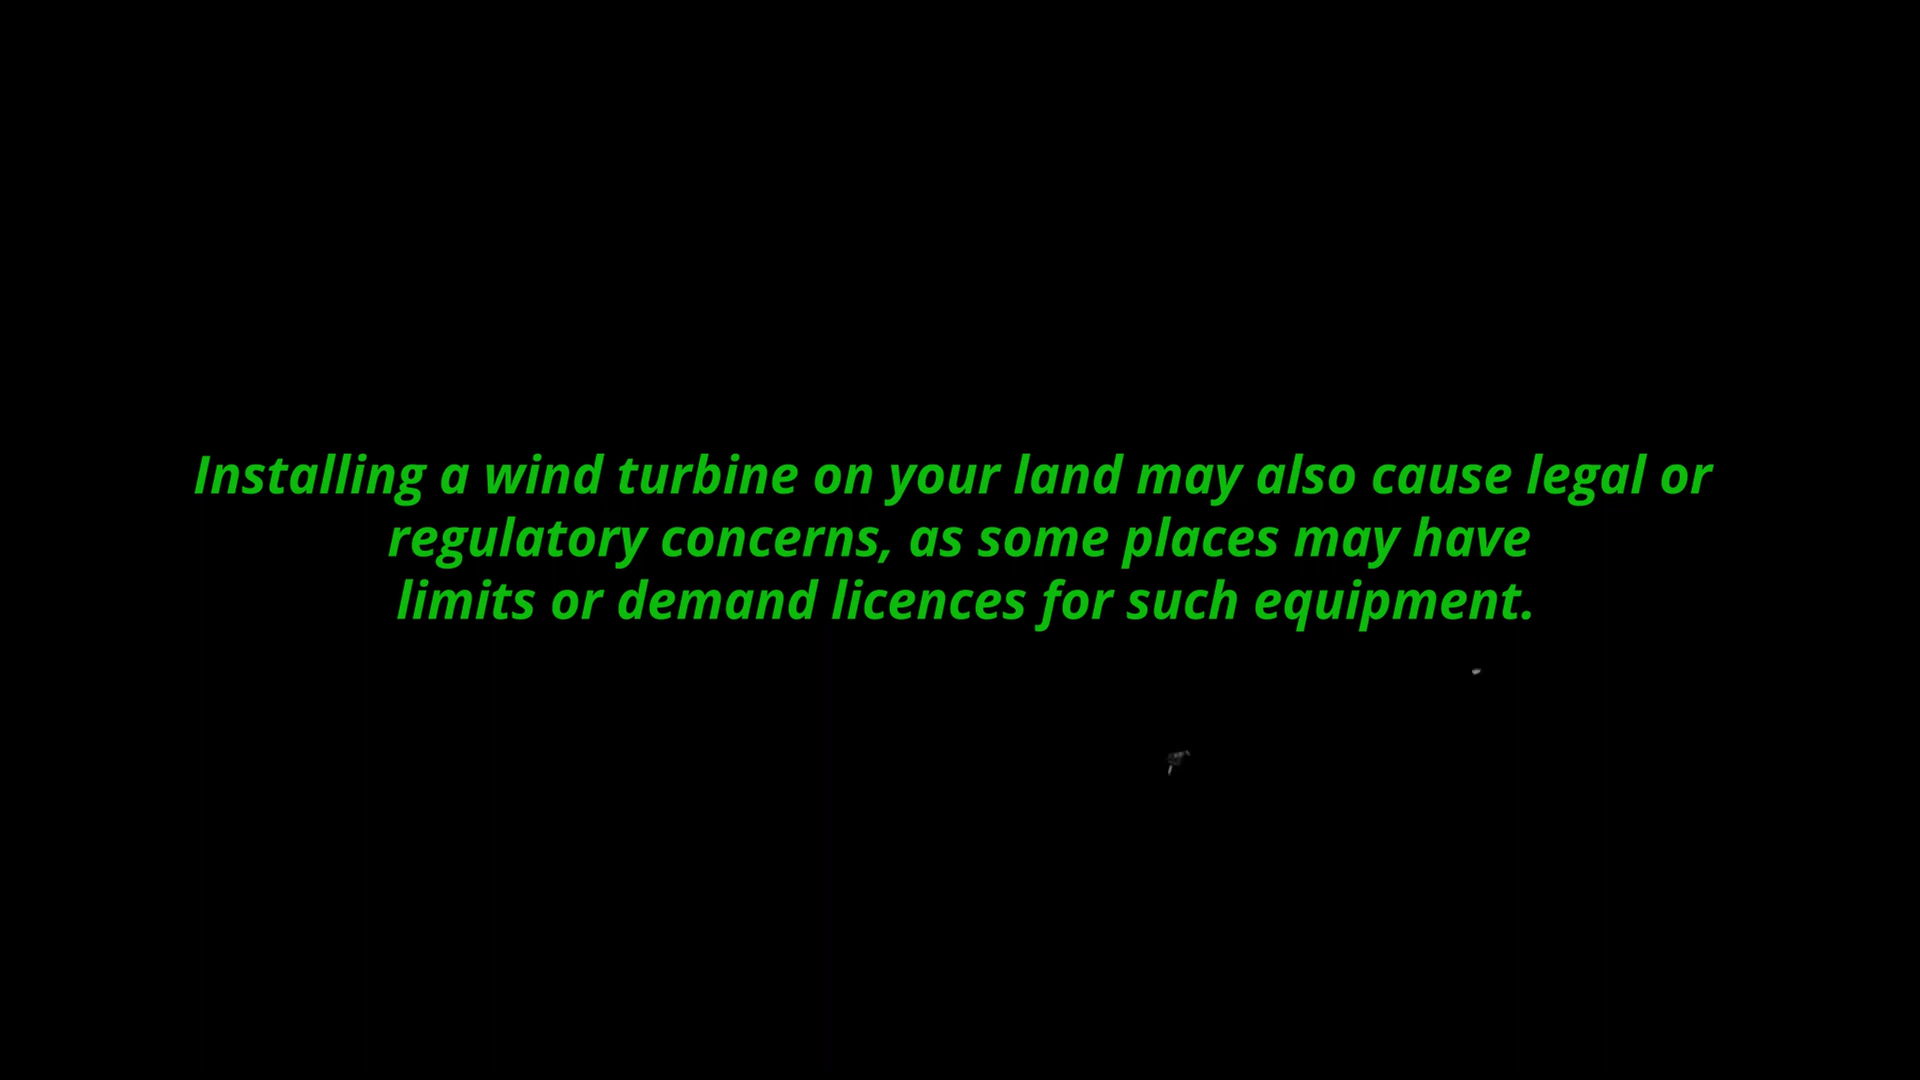 Installing a wind turbine on your land may also cause legal or
regulatory concerns, as some places may have
limits or demand licences for such equipment.